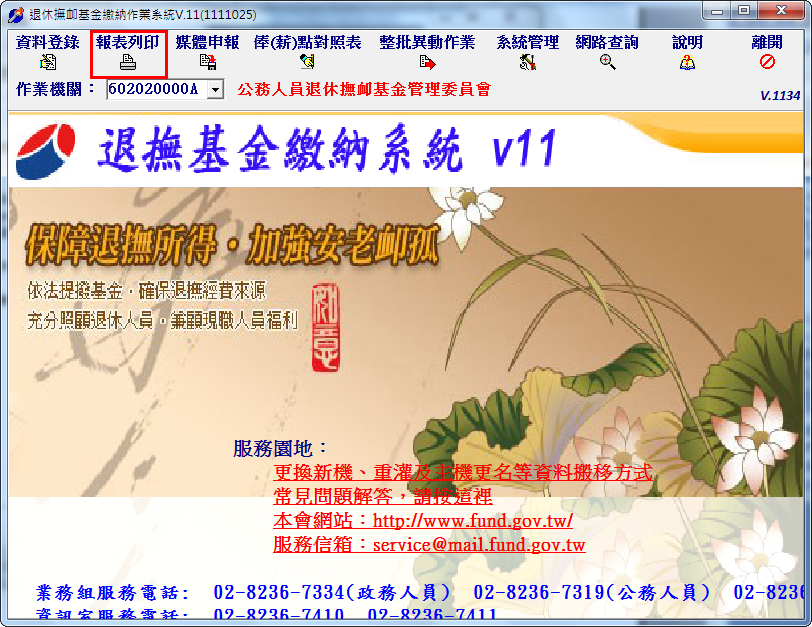 退休撫卹基金繳納作業系統V.11(1111025)
資料登錄 報表列印 媒體申報 俸(薪)點對照表 整批異動作業 系統管理 網路查詢 說明 離開
作業機關： 602020000A 公務人員退休撫卹基金管理委員會
V.1134
退撫基金繳納系統 v11
保障退撫所得‧加強安老卹孤
依法提撥基金‧確保退撫經費來源
充分照顧退休人員‧兼顧現職人員福利
如意
服務園地：
更換新機、重灌及主機更名等資料搬移方式
常見問題解答，請按這裡
本會網站：http://www.fund.gov.tw/
服務信箱：service@mail.fund.gov.tw
業務組服務電話: 02-8236-7334(政務人員) 02-8236-7319(公務人員) 02-8236
資訊室服務電話: 02-8236-7410、02-8236-7411